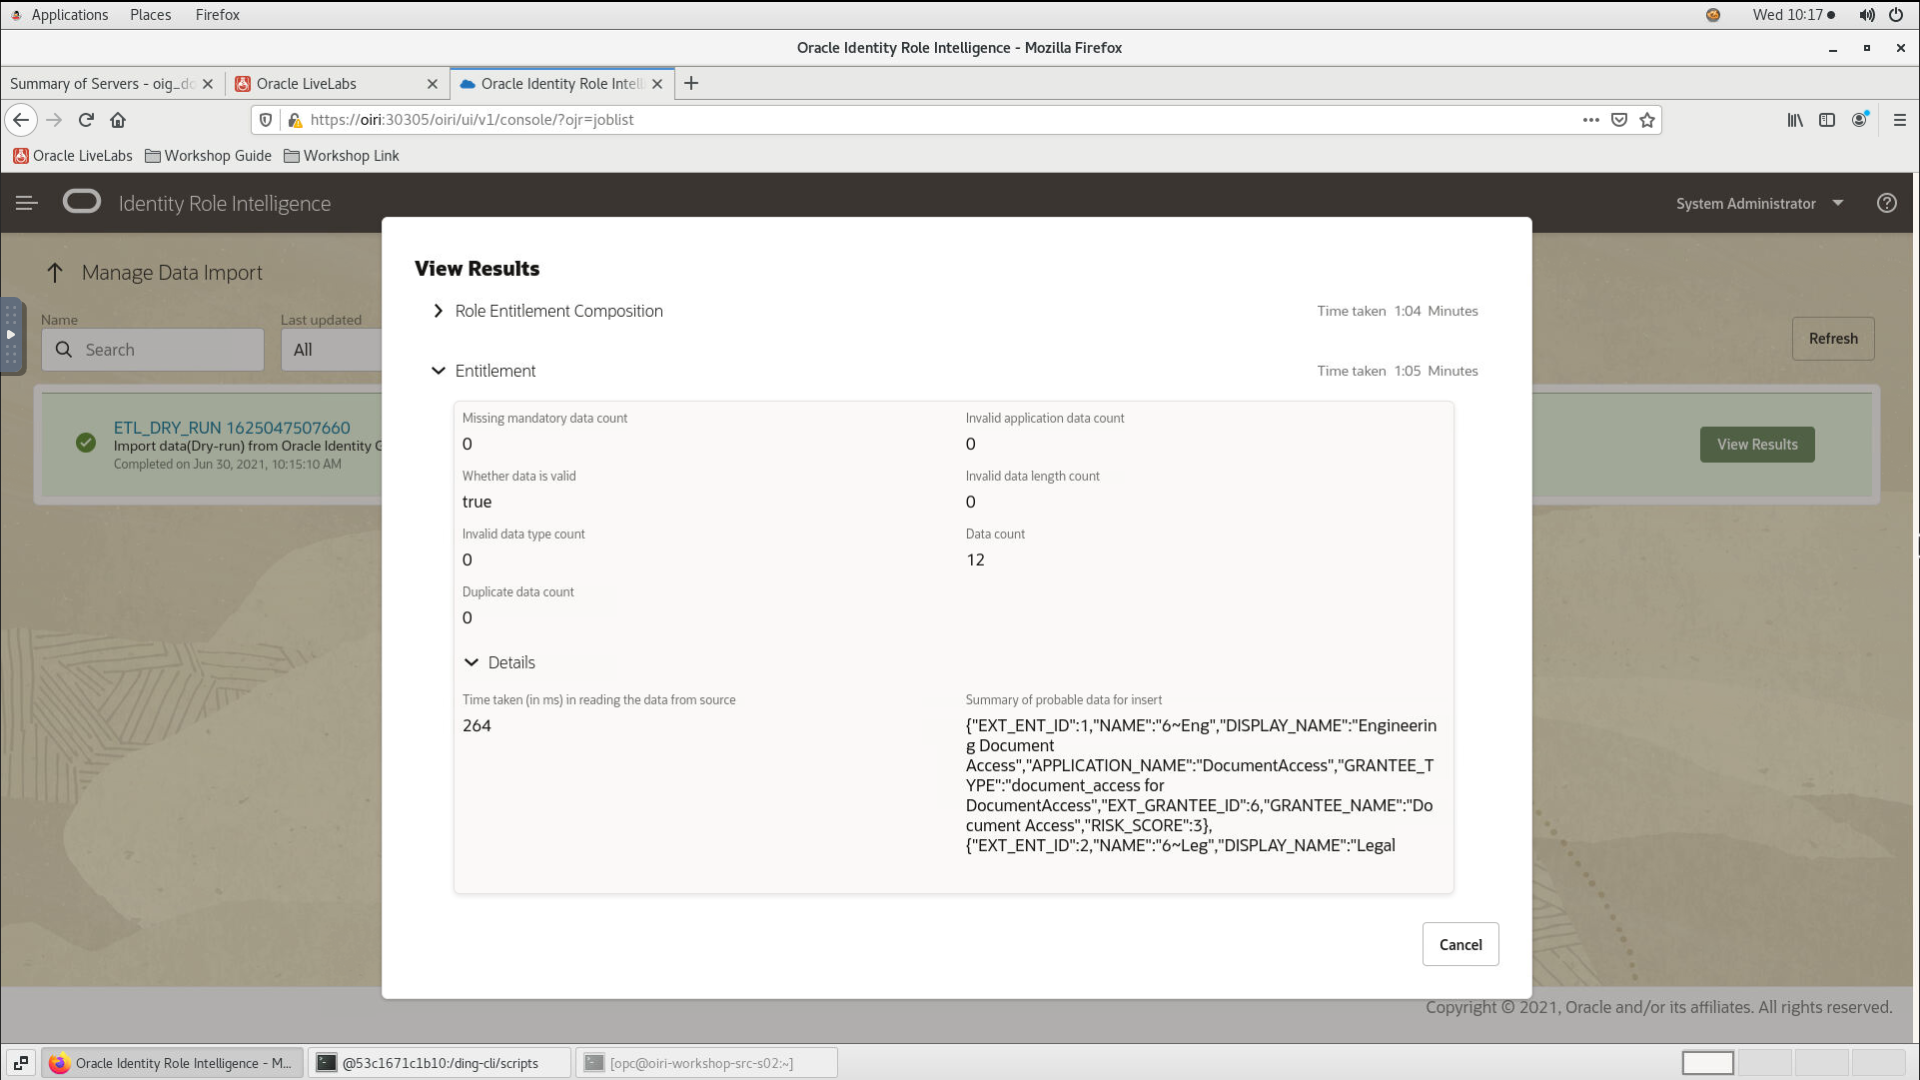 Applications
Places
Firefox
Wed 10:17
Oracle Identity Role Intelligence - Mozilla Firefox
Summary of Servers - oig_do
Oracle LiveLabs
Oracle Identity Role Intell
https://oiri:30305/oiri/ui/v1/console/?ojr=joblist
Oracle LiveLabs
Workshop Guide
Workshop Link
Identity Role Intelligence
System Administrator
Manage Data Import
Name
Search
Last updated
All
Refresh
ETL_DRY_RUN 1625047507660
Import data(Dry-run) from Oracle Identity G
Completed on Jun 30, 2021, 10:15:10 AM
View Results
View Results
Role Entitlement Composition
Time taken 1:04 Minutes
Entitlement
Time taken 1:05 Minutes
Missing mandatory data count
0
Invalid application data count
0
Whether data is valid
true
Invalid data length count
0
Invalid data type count
0
Data count
12
Duplicate data count
0
Details
Time taken (in ms) in reading the data from source
264
Summary of probable data for insert
{"EXT_ENT_ID":1,"NAME":"6~Eng","DISPLAY_NAME":"Engineerin
g Document
Access","APPLICATION_NAME":"DocumentAccess","GRANTEE_T
YPE":"document_access for
DocumentAccess","EXT_GRANTEE_ID":6,"GRANTEE_NAME":"Do
cument Access","RISK_SCORE":3},
{"EXT_ENT_ID":2,"NAME":"6~Leg","DISPLAY_NAME":"Legal
Cancel
Copyright © 2021, Oracle and/or its affiliates. All rights reserved.
Oracle Identity Role Intelligence - M...
@53c1671c1b10:/ding-cli/scripts
[opc@oiri-workshop-src-s02:~]